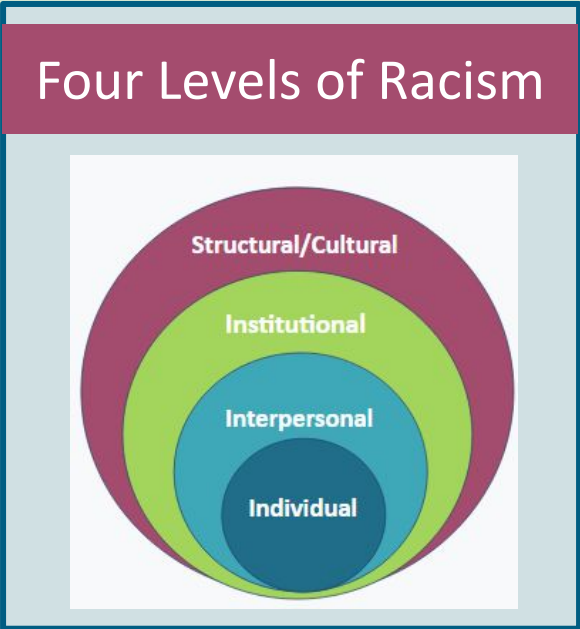 Four Levels of Racism
Structural/Cultural
Institutional
Interpersonal
Individual